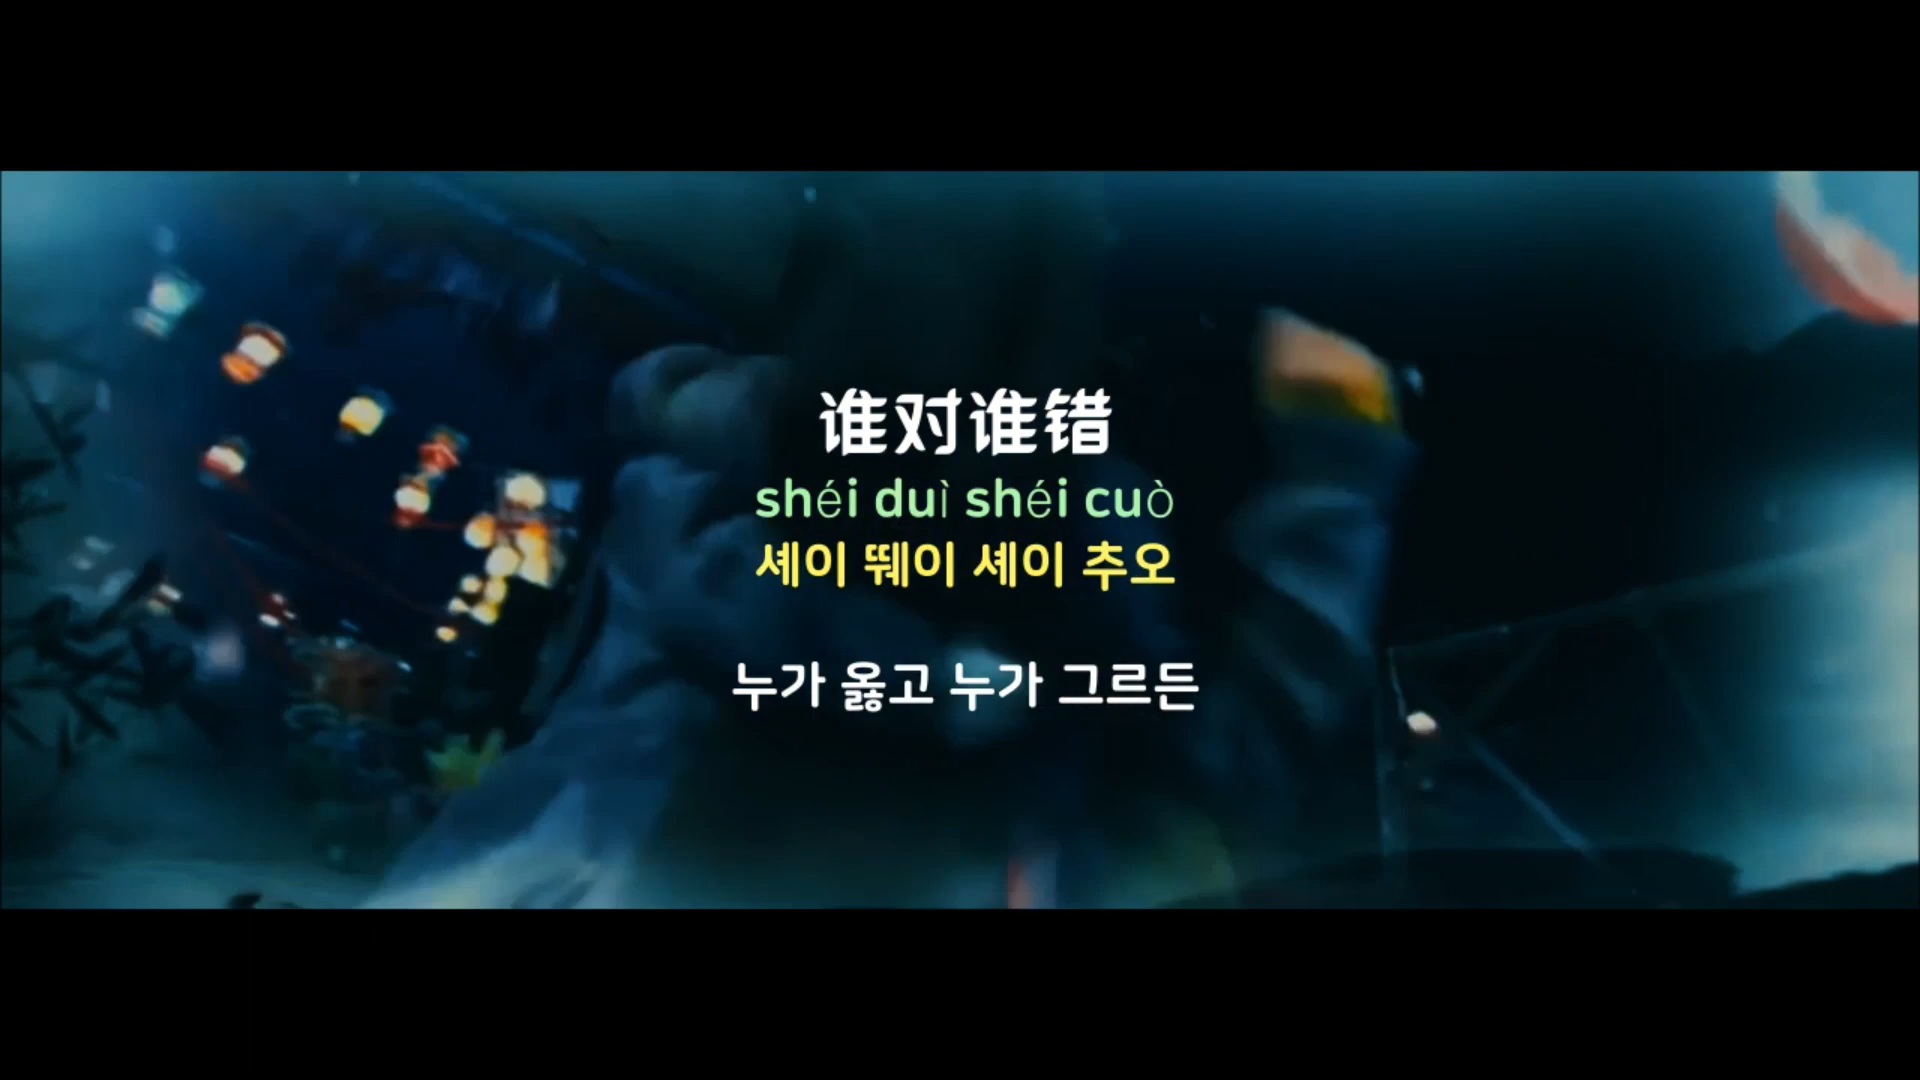 谁对谁错
shéi duì shéi cuò
셰이 뛔이 셰이 추오
누가 옳고 누가 그르든